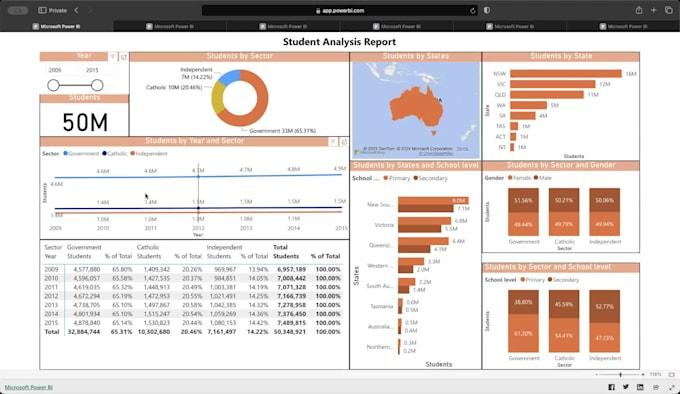 Private
app.powerbi.com
Microsoft Power BI
Microsoft Power BI
Microsoft Power BI
Microsoft Power BI
Microsoft Power BI
Microsoft Power BI
Student Analysis Report
Year
2009 2015
Students
50M
Students by Sector
Independent
7M (14.22%)
Catholic 10M (20.46%)
Government 33M (65.31%)
Students by States
Microsoft Bing
© 2023 TomTom, © 2024 Microsoft Corporation, Terms
© OpenStreetMap
Students by State
State
NSW 16M
VIC 12M
QLD 11M
WA 5M
SA 4M
TAS 1M
ACT 1M
NT 1M
Students
Students by Year and Sector
Sector Government Catholic Independent
Students
4.6M 4.6M 4.6M 4.7M 4.7M 4.8M 4.9M
1.4M 1.4M 1.5M 1.5M 1.5M
1.0M 1.0M 1.0M 1.1M
2009 2010 2011 2012 2013 2014 2015
Year
Students by States and School level
School ... Primary Secondary
States
New Sou... 9.0M 7.1M
Victoria 6.8M 5.5M
Queensl... 6.4M 4.5M
Western ... 3.3M 2.0M
South Au... 2.2M 1.4M
Tasmania 0.6M 0.5M
Australia... 0.5M 0.4M
Northern... 0.3M 0.2M
Students
Students by Sector and Gender
Gender Female Male
Students
51.56% 50.21% 50.06%
49.44% 49.79% 49.94%
Government Catholic Independent
Sector
Students by Sector and School level
School level Primary Secondary
Students
38.80% 45.59% 52.77%
61.20% 54.41% 47.23%
Government Catholic Independent
Sector
Sector Government Catholic Independent Total
Year Students % of Total Students % of Total Students % of Total Students % of Total
2009 4,577,880 65.80% 1,409,342 20.26% 969,967 13.94% 6,957,189 100.00%
2010 4,596,065 65.58% 1,427,535 20.37% 984,851 14.05% 7,008,442 100.00%
2011 4,619,035 65.32% 1,448,913 20.49% 1,003,381 14.19% 7,071,328 100.00%
2012 4,672,292 65.19% 1,472,953 20.55% 1,021,491 14.25% 7,166,739 100.00%
2013 4,738,705 65.10% 1,497,967 20.58% 1,042,385 14.32% 7,278,958 100.00%
2014 4,801,934 65.10% 1,515,247 20.54% 1,059,269 14.36% 7,376,450 100.00%
2015 4,878,840 65.14% 1,530,823 20.44% 1,080,153 14.42% 7,489,815 100.00%
Total 32,884,744 65.31% 10,302,680 20.46% 7,161,497 14.22% 50,348,921 100.00%
Microsoft Power BI